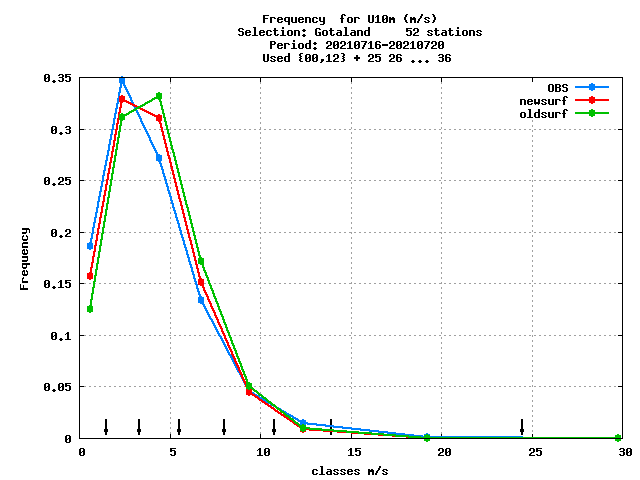 Frequency  for U10m (m/s)
Selection: Gotaland     52 stations
Period: 20210716-20210720
Used {00,12} + 25 26 ... 36
OBS
newsurf
oldsurf
0.35
0.3
0.25
0.2
0.15
0.1
0.05
0
Frequency
0 5 10 15 20 25 30
classes m/s